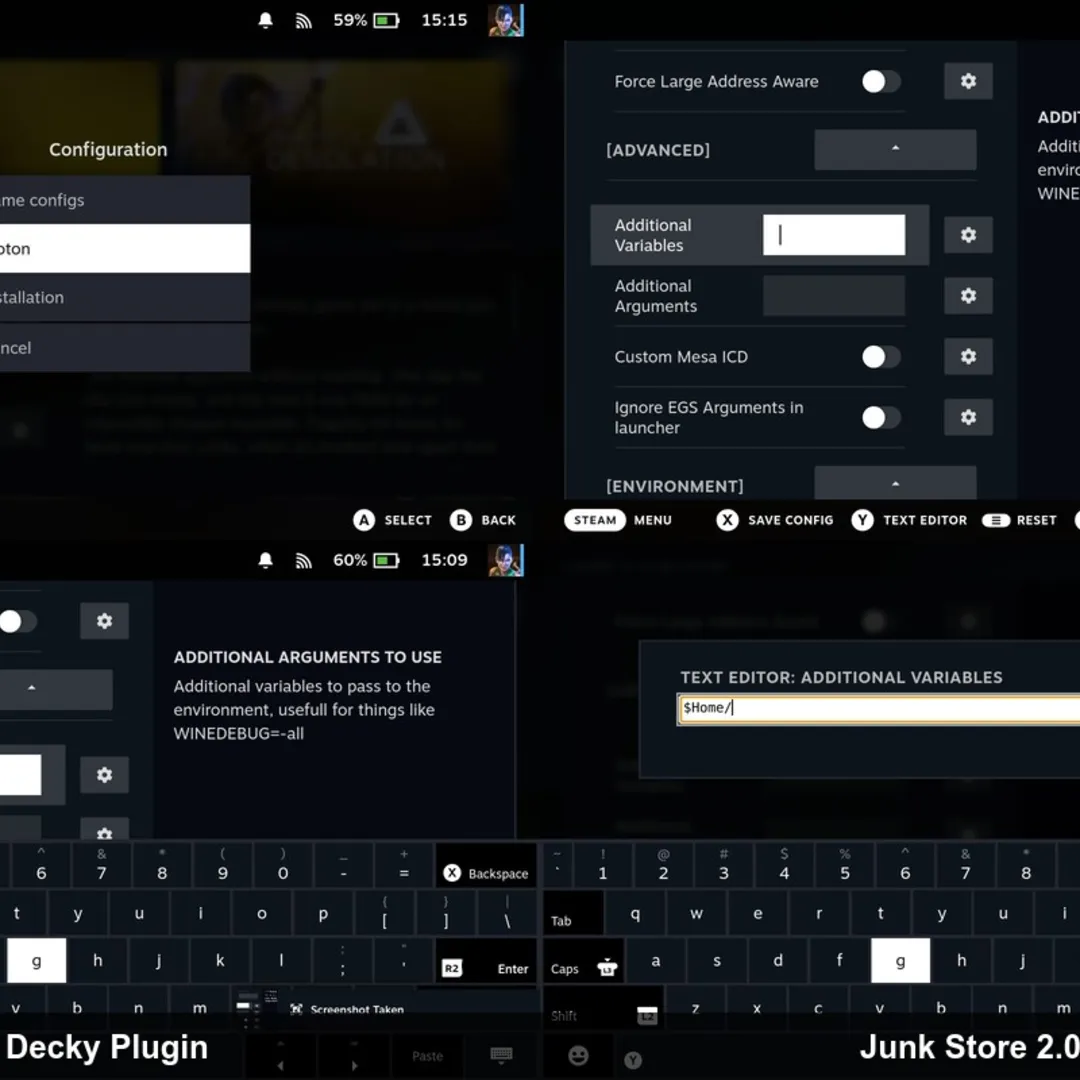 59% 15:15
Configuration
me configs
oton
stallation
ncel
A SELECT B BACK
Force Large Address Aware
[ADVANCED]
Additional
Variables
Additional
Arguments
Custom Mesa ICD
Ignore EGS Arguments in
launcher
[ENVIRONMENT]
ADDI
Additi
enviro
WINE
STEAM MENU X SAVE CONFIG Y TEXT EDITOR RESET
60% 15:09
ADDITIONAL ARGUMENTS TO USE
Additional variables to pass to the
environment, usefull for things like
WINEDEBUG=-all
^ & * ( ) _ +
6 7 8 9 0 - = X Backspace
t y u i o p { [ } ] | \
g h j k l : ; " ' R2 Enter
v b n m Screenshot Taken
Paste
Decky Plugin
TEXT EDITOR: ADDITIONAL VARIABLES
$Home/
~ ! @ # $ % ^ & *
` 1 2 3 4 5 6 7 8
Tab q w e r t y u i
Caps L3 a s d f g h j
Shift L2 z x c v b n m
Y
Junk Store 2.0